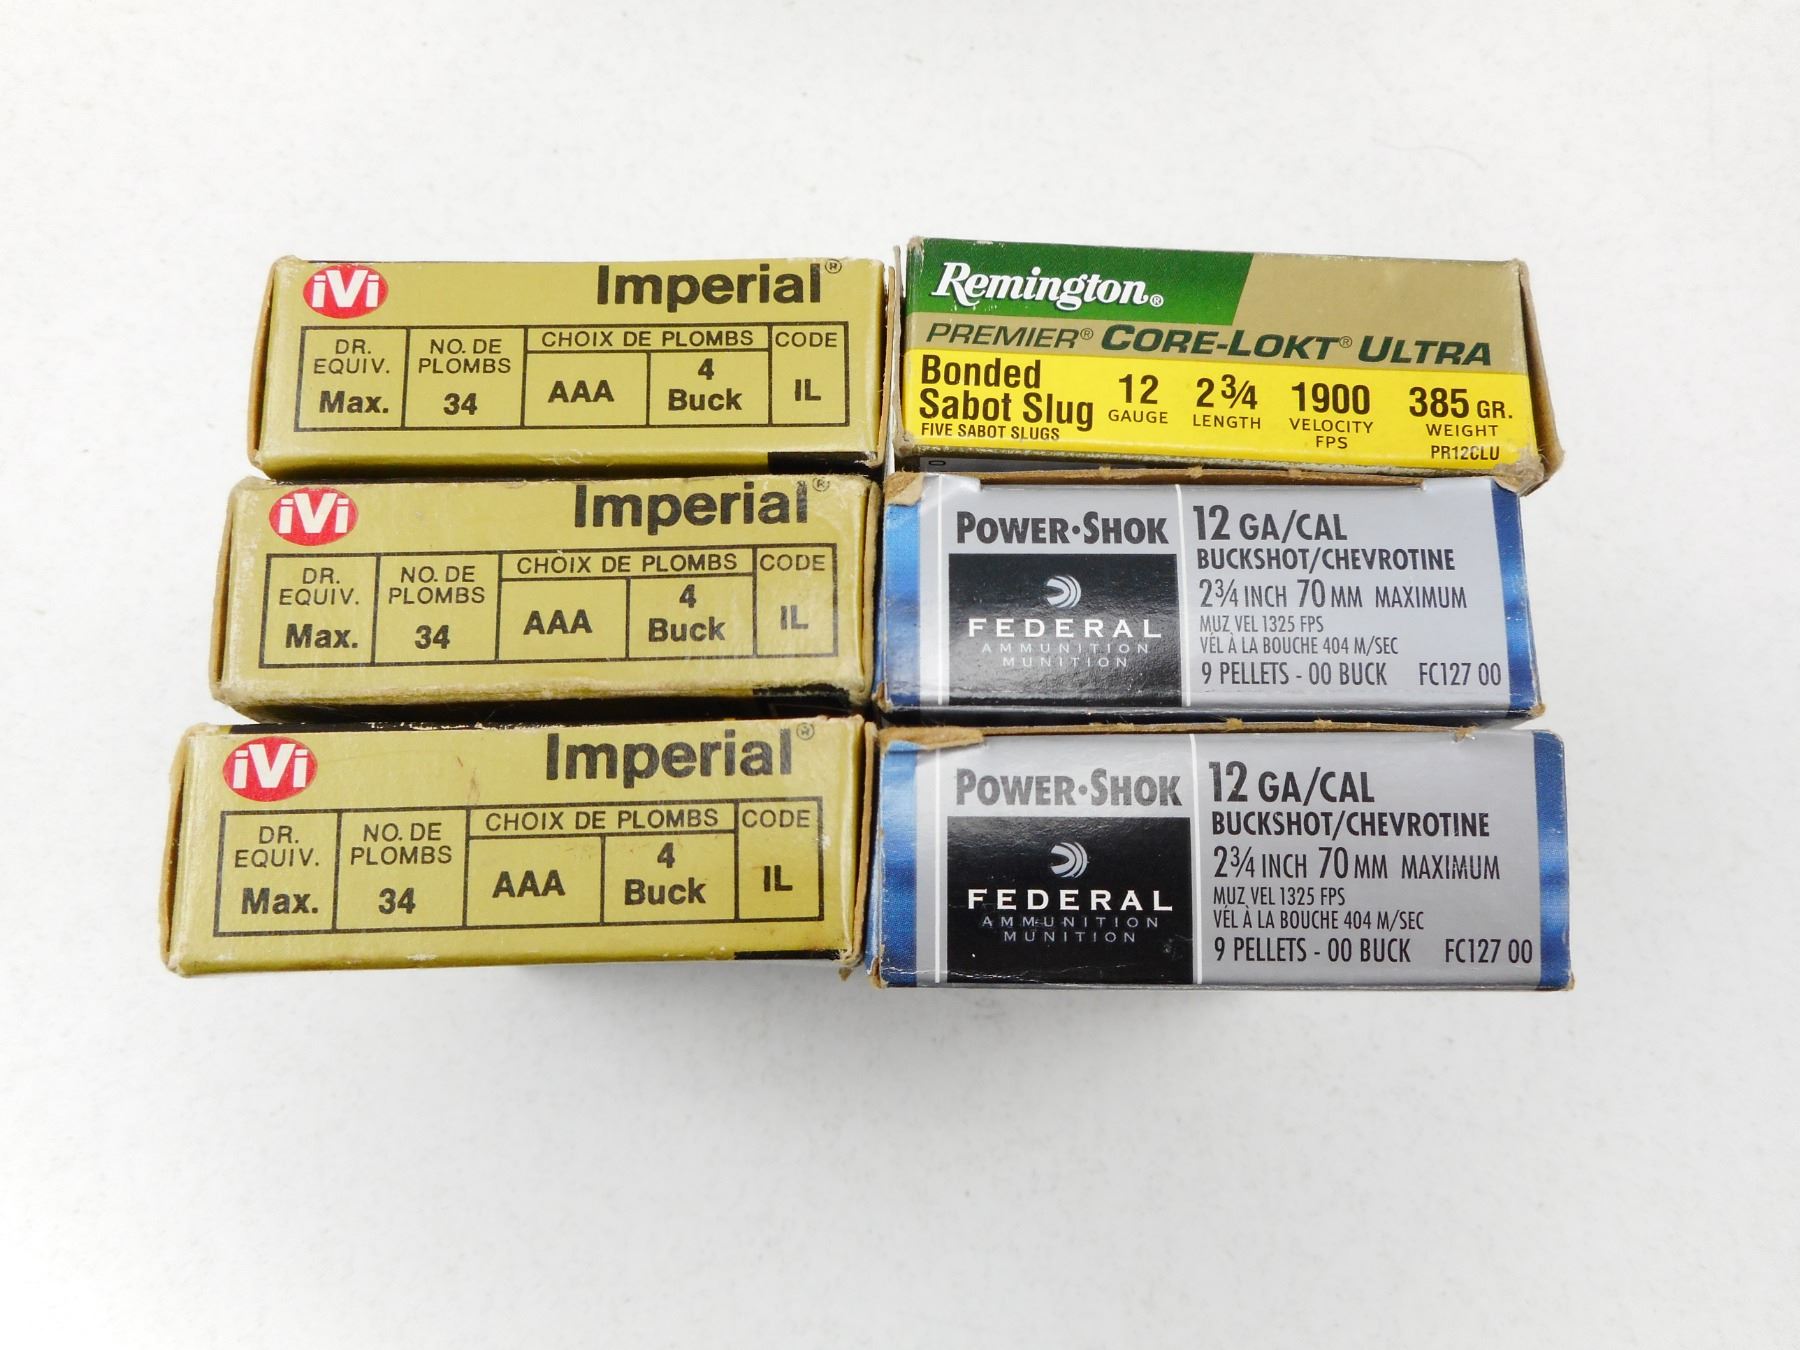 iVi Imperial®
DR. EQUIV. NO. DE PLOMBS CHOIX DE PLOMBS CODE
Max. 34 AAA 4 Buck IL
iVi Imperial®
DR. EQUIV. NO. DE PLOMBS CHOIX DE PLOMBS CODE
Max. 34 AAA 4 Buck IL
iVi Imperial®
DR. EQUIV. NO. DE PLOMBS CHOIX DE PLOMBS CODE
Max. 34 AAA 4 Buck IL
Remington®
PREMIER® CORE-LOKT® ULTRA
Bonded
Sabot Slug
FIVE SABOT SLUGS
12 GAUGE
2 3/4 LENGTH
1900 VELOCITY FPS
385 GR. WEIGHT
PR12CLU
POWER·SHOK
FEDERAL
AMMUNITION
MUNITION
12 GA/CAL
BUCKSHOT/CHEVROTINE
2 3/4 INCH 70 MM MAXIMUM
MUZ VEL 1325 FPS
VÉL À LA BOUCHE 404 M/SEC
9 PELLETS - 00 BUCK FC127 00
POWER·SHOK
FEDERAL
AMMUNITION
MUNITION
12 GA/CAL
BUCKSHOT/CHEVROTINE
2 3/4 INCH 70 MM MAXIMUM
MUZ VEL 1325 FPS
VÉL À LA BOUCHE 404 M/SEC
9 PELLETS - 00 BUCK FC127 00